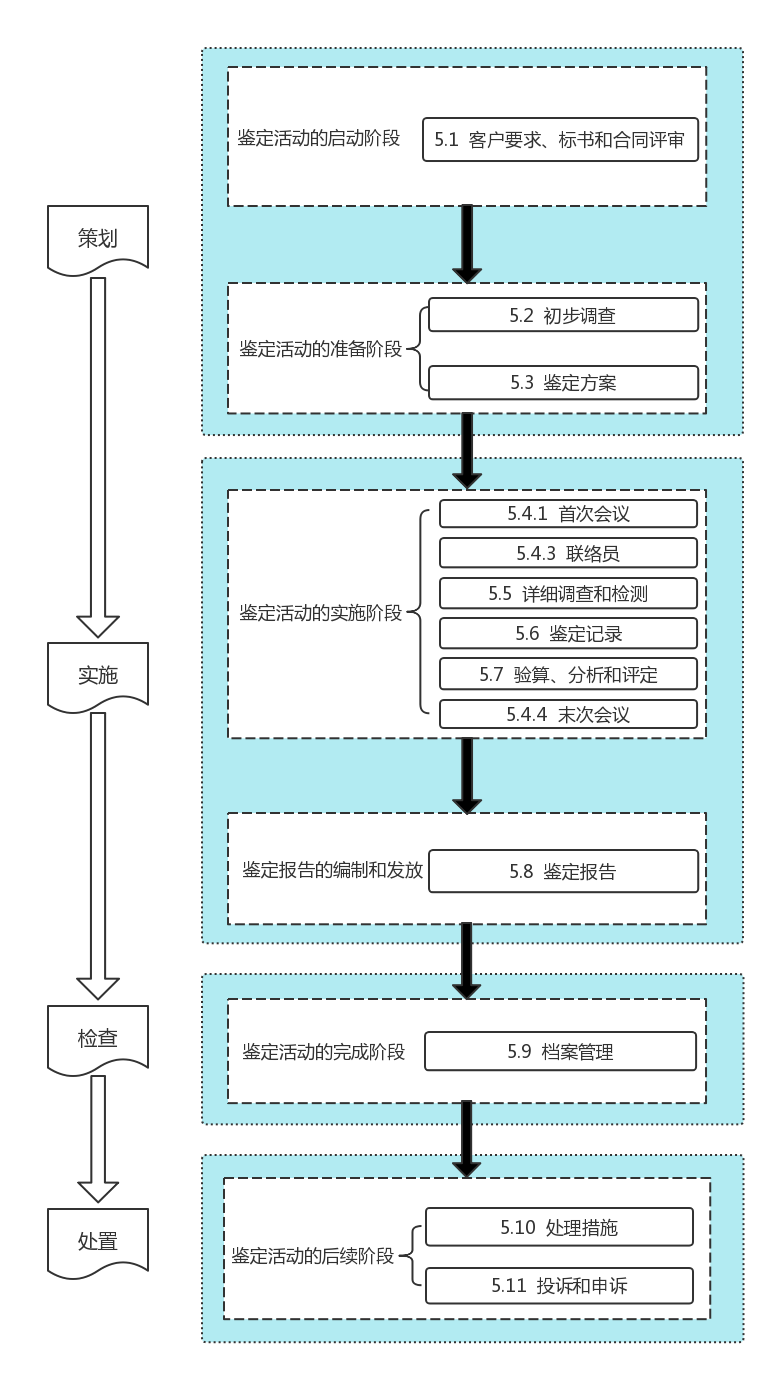 鉴定活动的启动阶段
5.1 客户要求、标书和合同评审
策划
鉴定活动的准备阶段
5.2 初步调查
5.3 鉴定方案
鉴定活动的实施阶段
5.4.1 首次会议
5.4.3 联络员
5.5 详细调查和检测
5.6 鉴定记录
5.7 验算、分析和评定
5.4.4 末次会议
实施
鉴定报告的编制和发放
5.8 鉴定报告
检查
鉴定活动的完成阶段
5.9 档案管理
处置
鉴定活动的后续阶段
5.10 处理措施
5.11 投诉和申诉